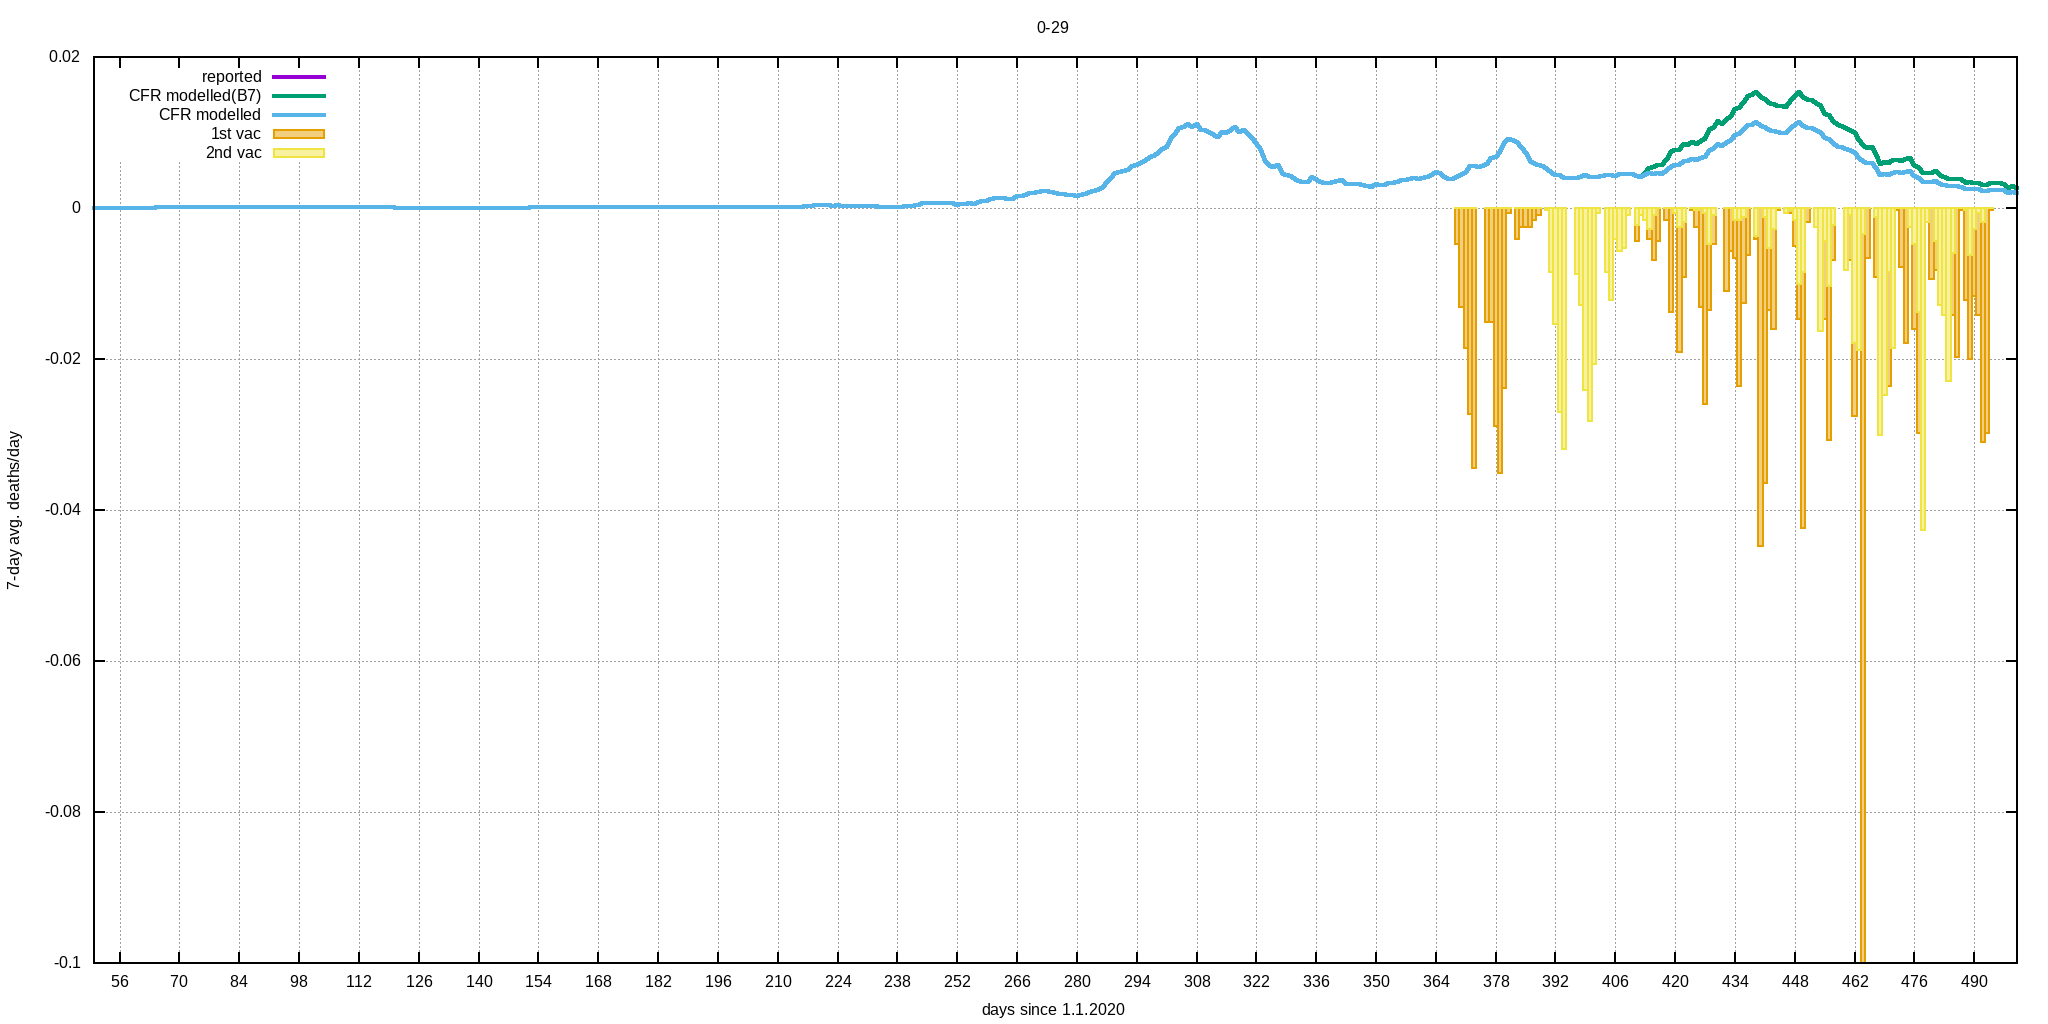 0-29
0.02
0
-0.02
-0.04
-0.06
-0.08
-0.1
reported
CFR modelled(B7)
CFR modelled
1st vac
2nd vac
7-day avg. deaths/day
56 70 84 98 112 126 140 154 168 182 196 210 224 238 252 266 280 294 308 322 336 350 364 378 392 406 420 434 448 462 476 490
days since 1.1.2020